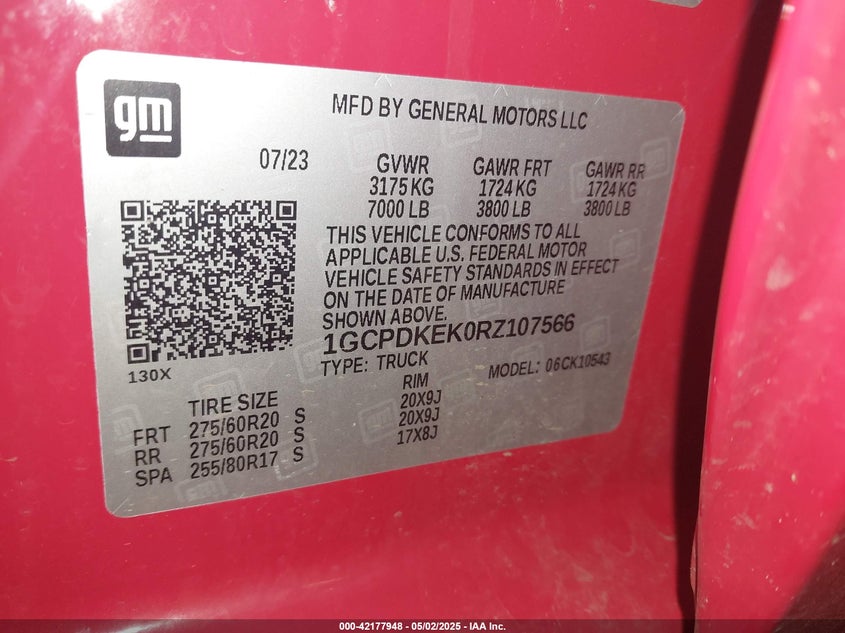 gm
MFD BY GENERAL MOTORS LLC
07/23 GVWR GAWR FRT GAWR RR
3175 KG 1724 KG 1724 KG
7000 LB 3800 LB 3800 LB
THIS VEHICLE CONFORMS TO ALL
APPLICABLE U.S. FEDERAL MOTOR
VEHICLE SAFETY STANDARDS IN EFFECT
ON THE DATE OF MANUFACTURE
SHOWN ABOVE.
1GCPDKEK0RZ107566
TYPE: TRUCK MODEL: 06CK10543
130X
TIRE SIZE RIM
FRT 275/60R20 S 20X9J
RR 275/60R20 S 20X9J
SPA 255/80R17 S 17X8J
000-42177948 - 05/02/2025 - IAA Inc.